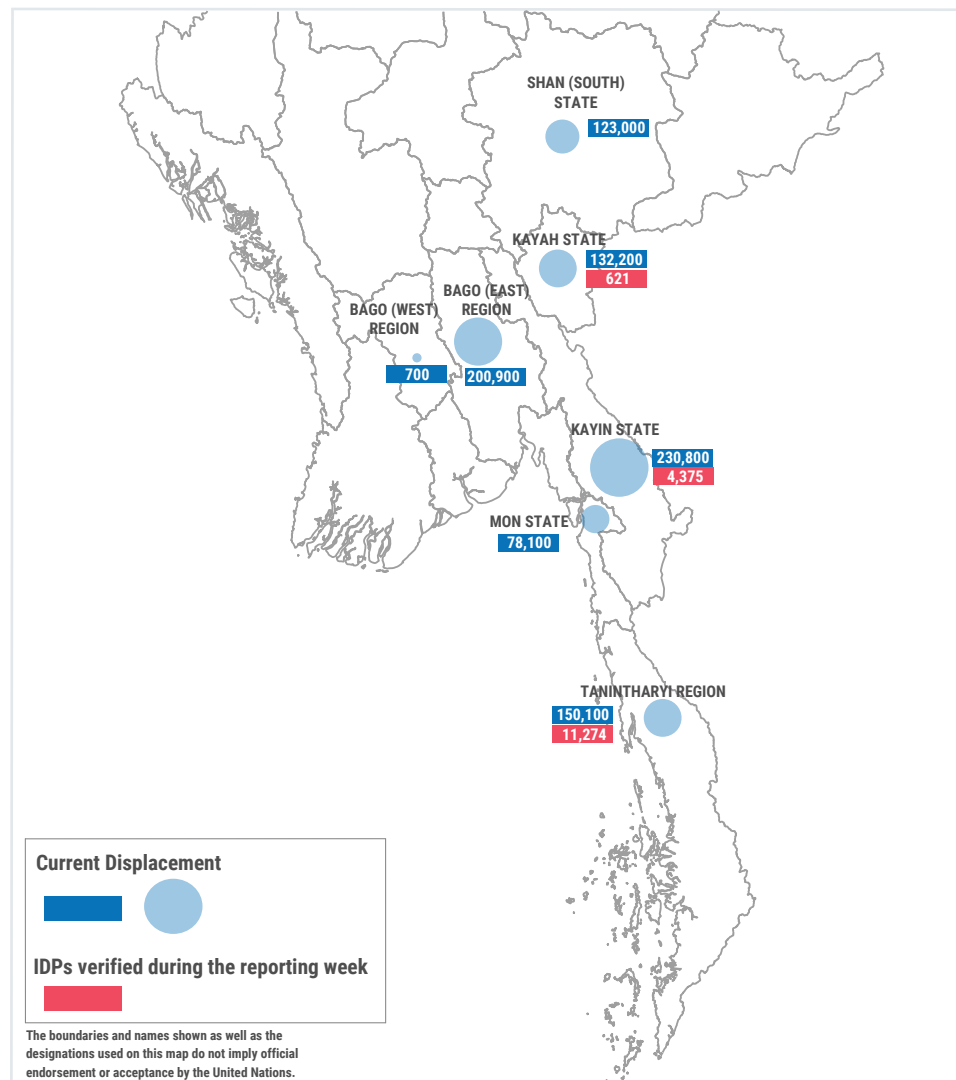 SHAN (SOUTH)
STATE
123,000
KAYAH STATE
132,200
621
BAGO (EAST)
REGION
200,900
BAGO (WEST)
REGION
700
KAYIN STATE
230,800
4,375
MON STATE
78,100
TANINTHARYI REGION
150,100
11,274
Current Displacement
IDPs verified during the reporting week
The boundaries and names shown as well as the
designations used on this map do not imply official
endorsement or acceptance by the United Nations.